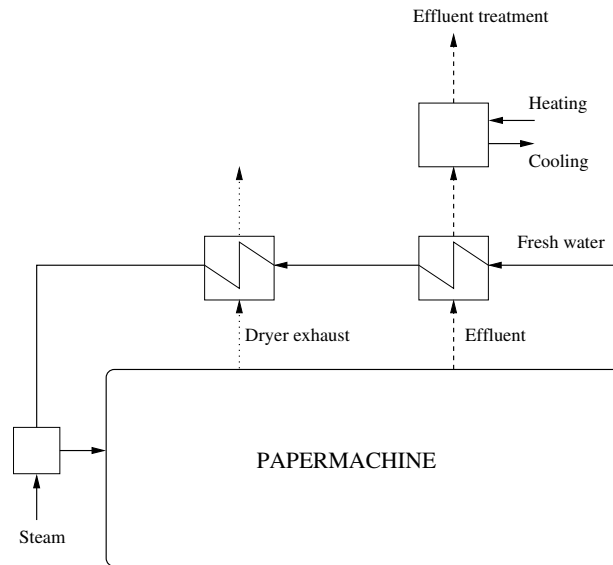 Effluent treatment
Heating
Cooling
Fresh water
Dryer exhaust
Effluent
PAPERMACHINE
Steam